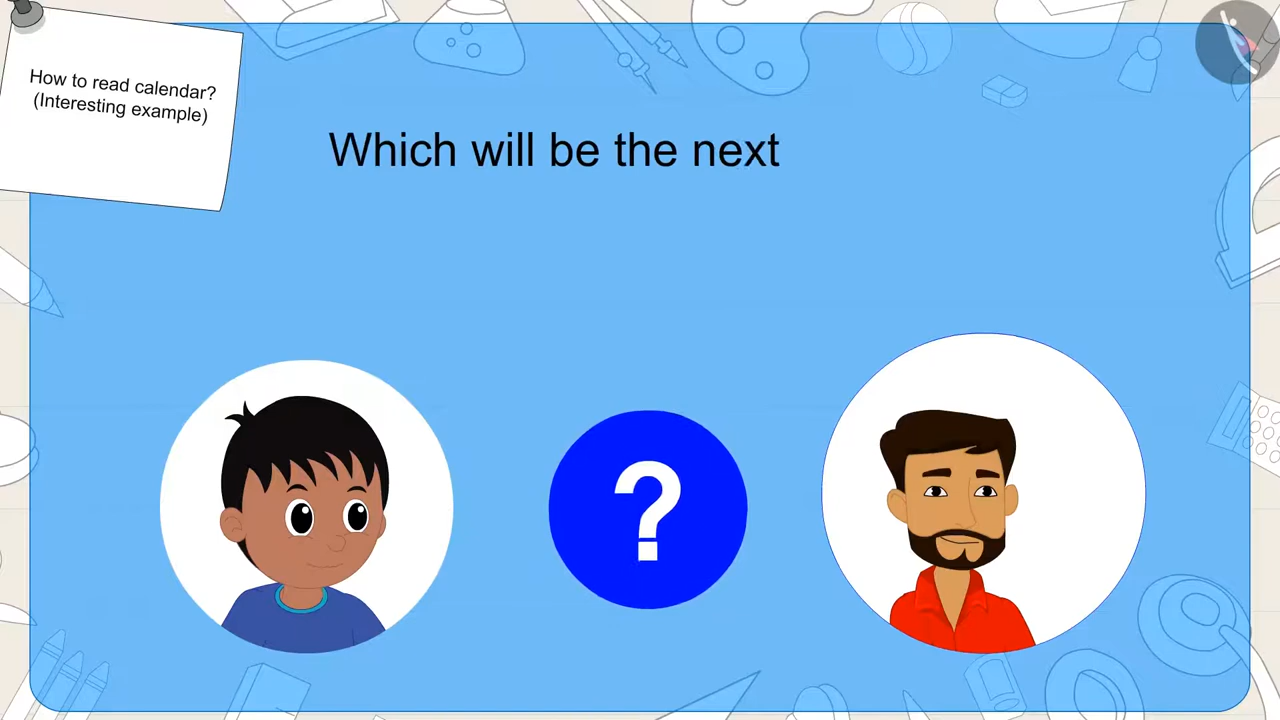 How to read calendar?
(Interesting example)
Which will be the next
?